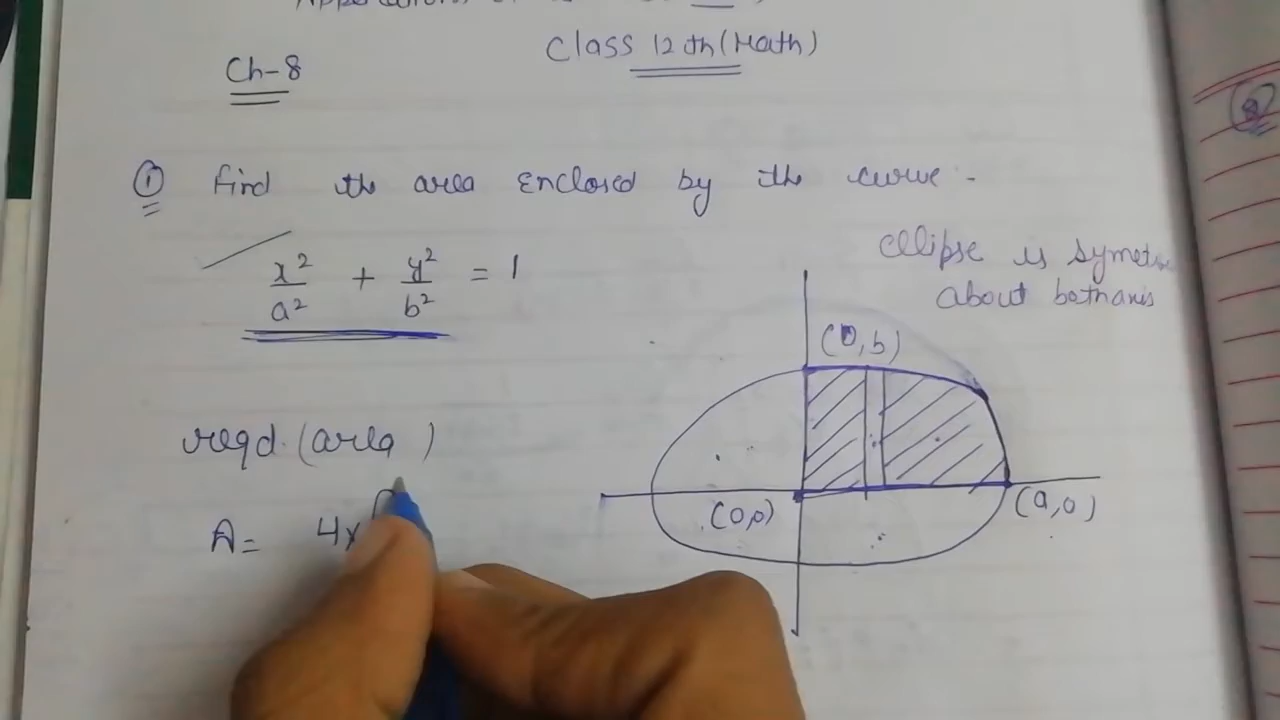 Class 12th (Math)
Ch-8
① Find the area enclosed by the curve -
x²/a² + y²/b² = 1
ellipse is symetric
about both axis
(0,b)
reqd. (area)
(0,0)
(a,0)
A = 4x